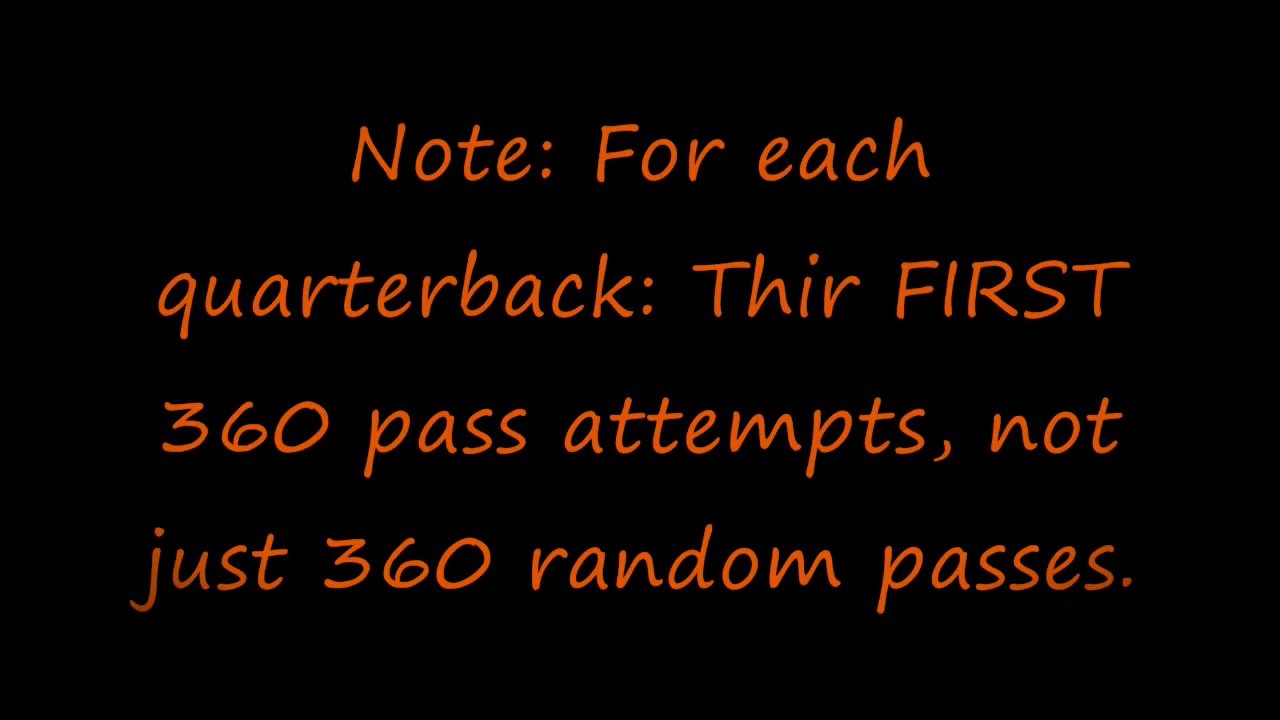 Note: For each
quarterback: Thir FIRST
360 pass attempts, not
just 360 random passes.